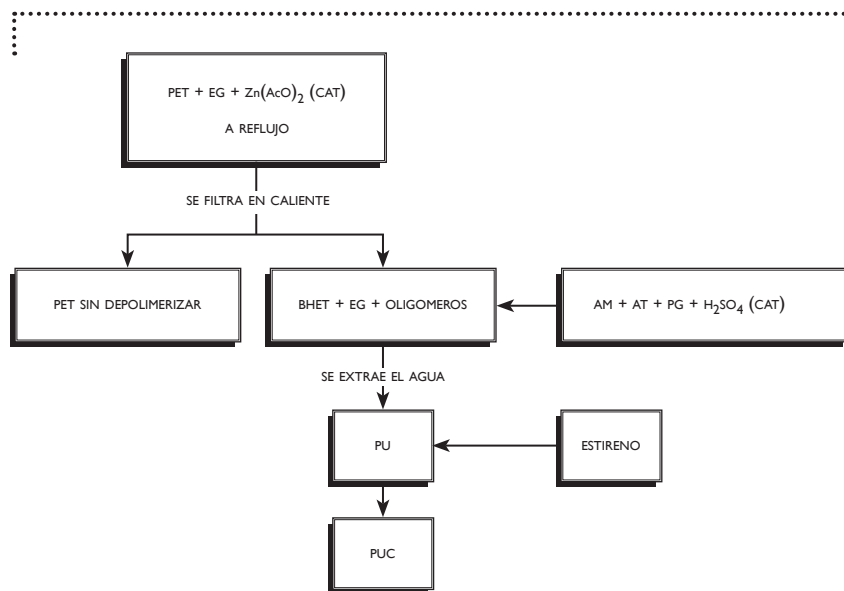 PET + EG + Zn(AcO)₂ (CAT)
A REFLUJO
SE FILTRA EN CALIENTE
PET SIN DEPOLIMERIZAR
BHET + EG + OLIGOMEROS
AM + AT + PG + H₂SO₄ (CAT)
SE EXTRAE EL AGUA
PU
ESTIRENO
PUC